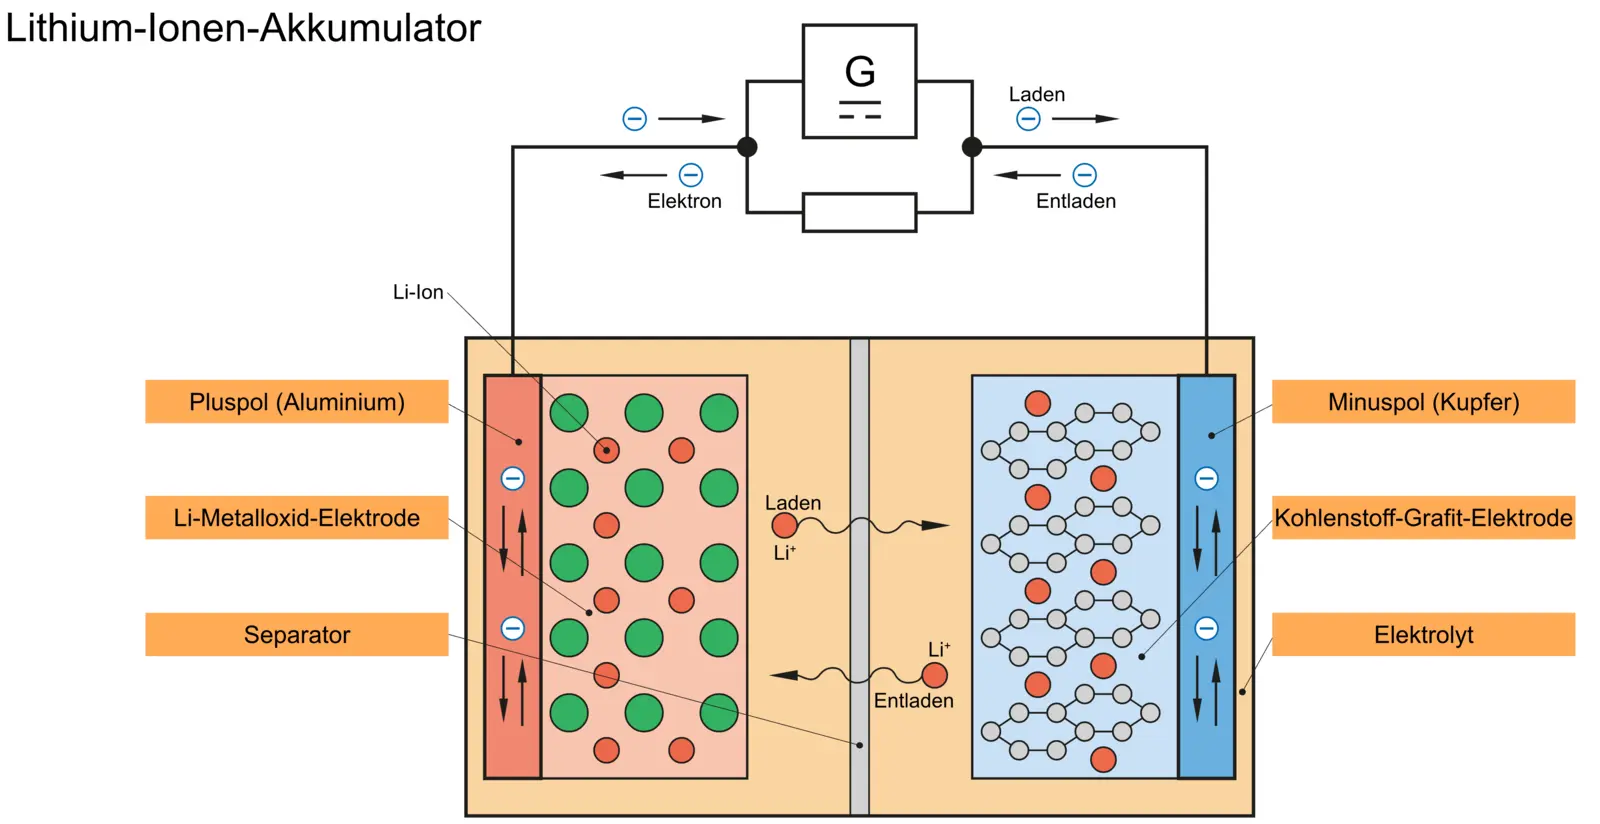 Lithium-Ionen-Akkumulator
G
Laden
Elektron
Entladen
Li-Ion
Pluspol (Aluminium)
Minuspol (Kupfer)
Li-Metalloxid-Elektrode
Laden
Li⁺
Kohlenstoff-Grafit-Elektrode
Separator
Li⁺
Entladen
Elektrolyt